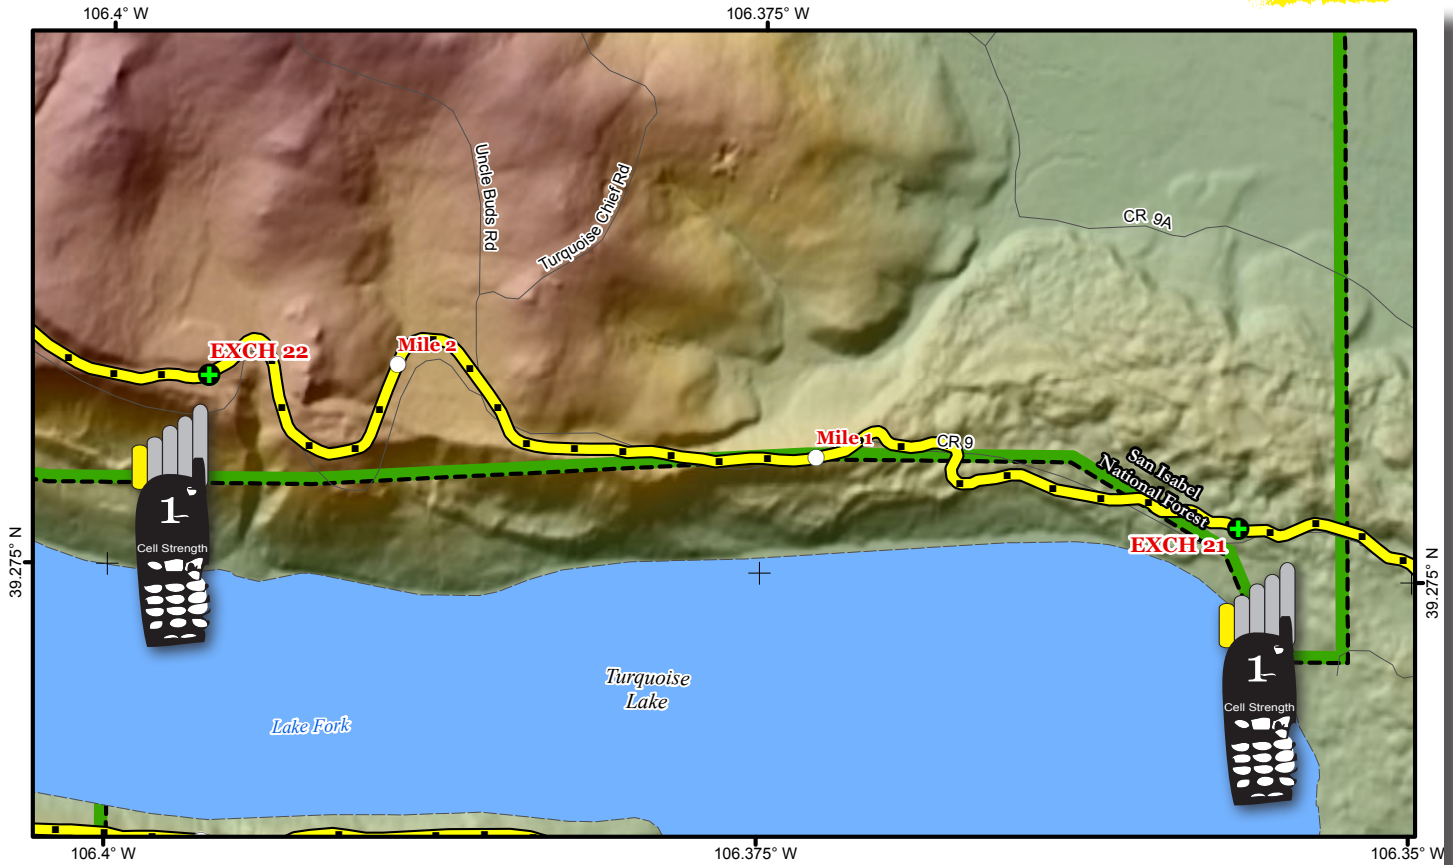 106.4° W
106.375° W
Uncle Buds Rd
Turquoise Chief Rd
CR 9A
EXCH 22
Mile 2
Mile 1
CR 9
San Isabel
National Forest
EXCH 21
39.275° N
39.275° N
1
Cell Strength
1
Cell Strength
Turquoise
Lake
Lake Fork
106.4° W
106.375° W
106.35° W